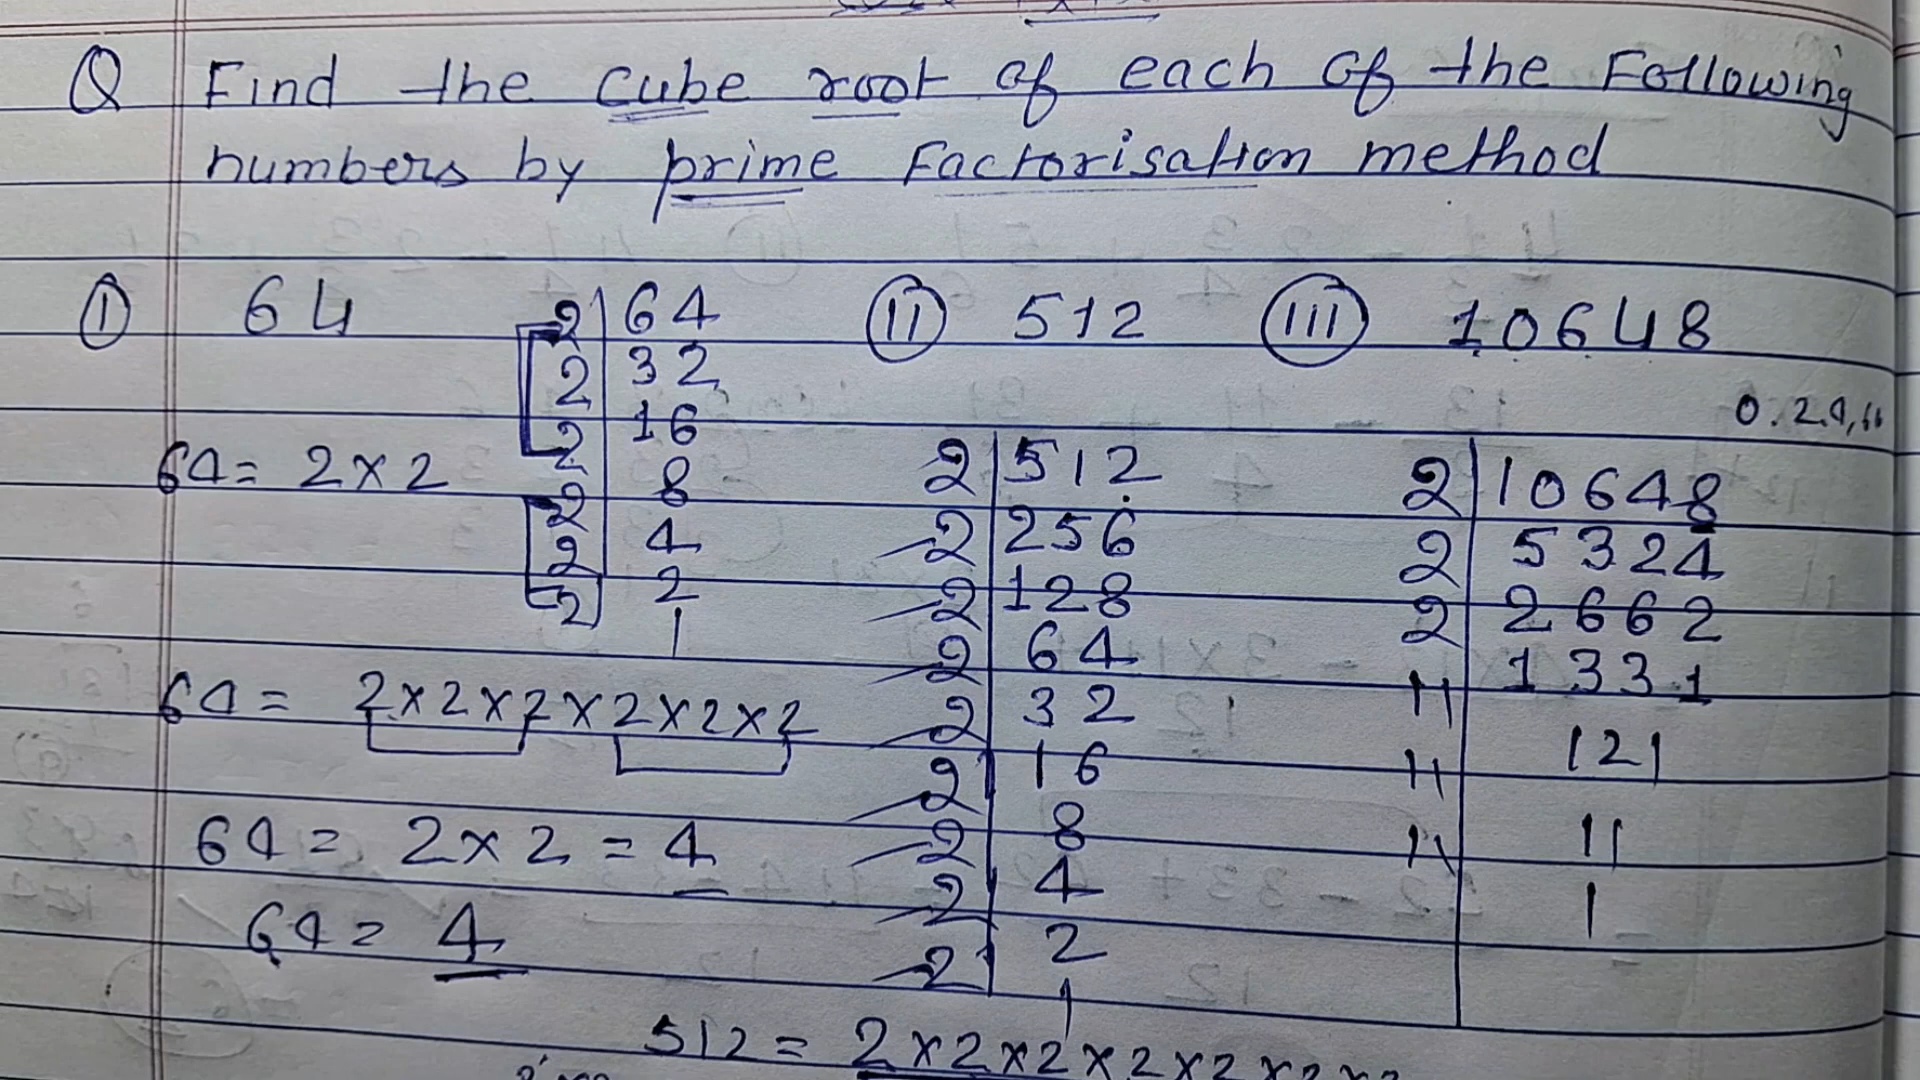 Q Find the cube root of each of the Following
numbers by prime Factorisation method
I 64
2 64
2 32
2 16
2 8
2 4
2 2
1
64 = 2 × 2
64 = 2 × 2 × 2 × 2 × 2 × 2
64 = 2 × 2 = 4
64 = 4
II 512
2 512
2 256
2 128
2 64
2 32
2 16
2 8
2 4
2 2
1
512 = 2 × 2 × 2 × 2 × 2 × 2 × 2
III 10648
2 10648
2 5324
2 2662
11 1331
11 121
11 11
1